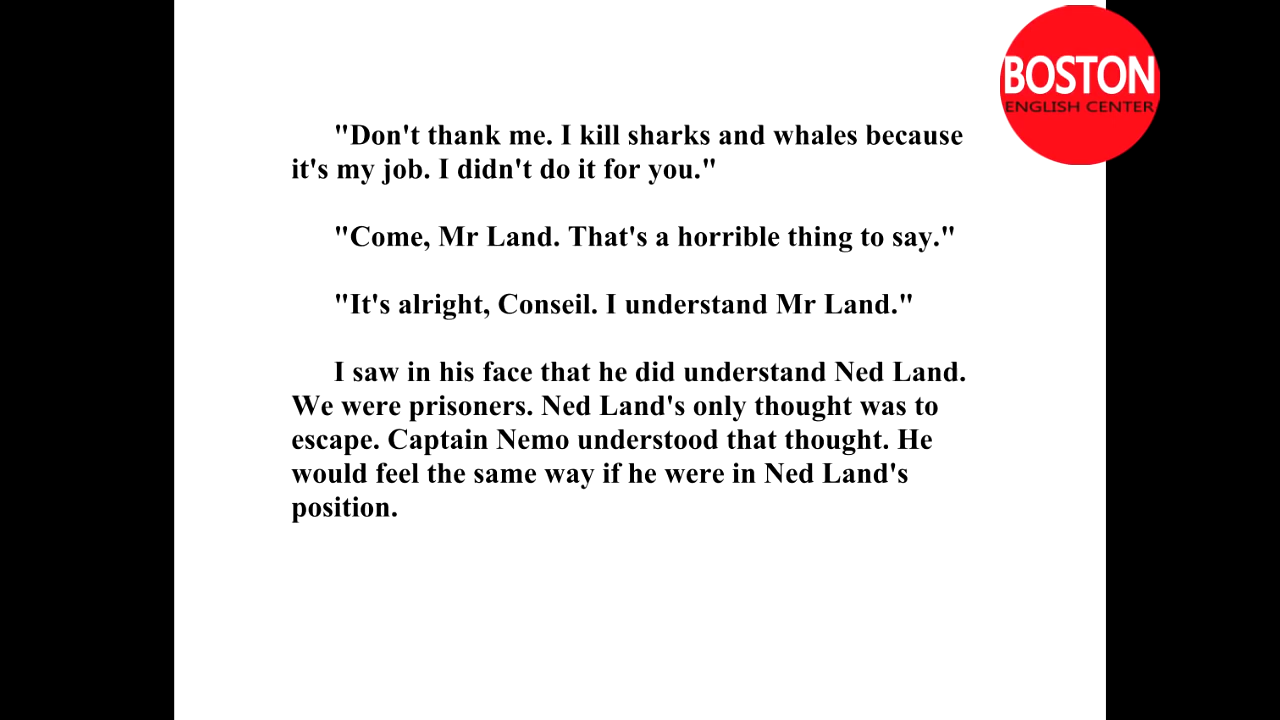 BOSTON
ENGLISH CENTER
"Don't thank me. I kill sharks and whales because
it's my job. I didn't do it for you."
"Come, Mr Land. That's a horrible thing to say."
"It's alright, Conseil. I understand Mr Land."
I saw in his face that he did understand Ned Land.
We were prisoners. Ned Land's only thought was to
escape. Captain Nemo understood that thought. He
would feel the same way if he were in Ned Land's
position.